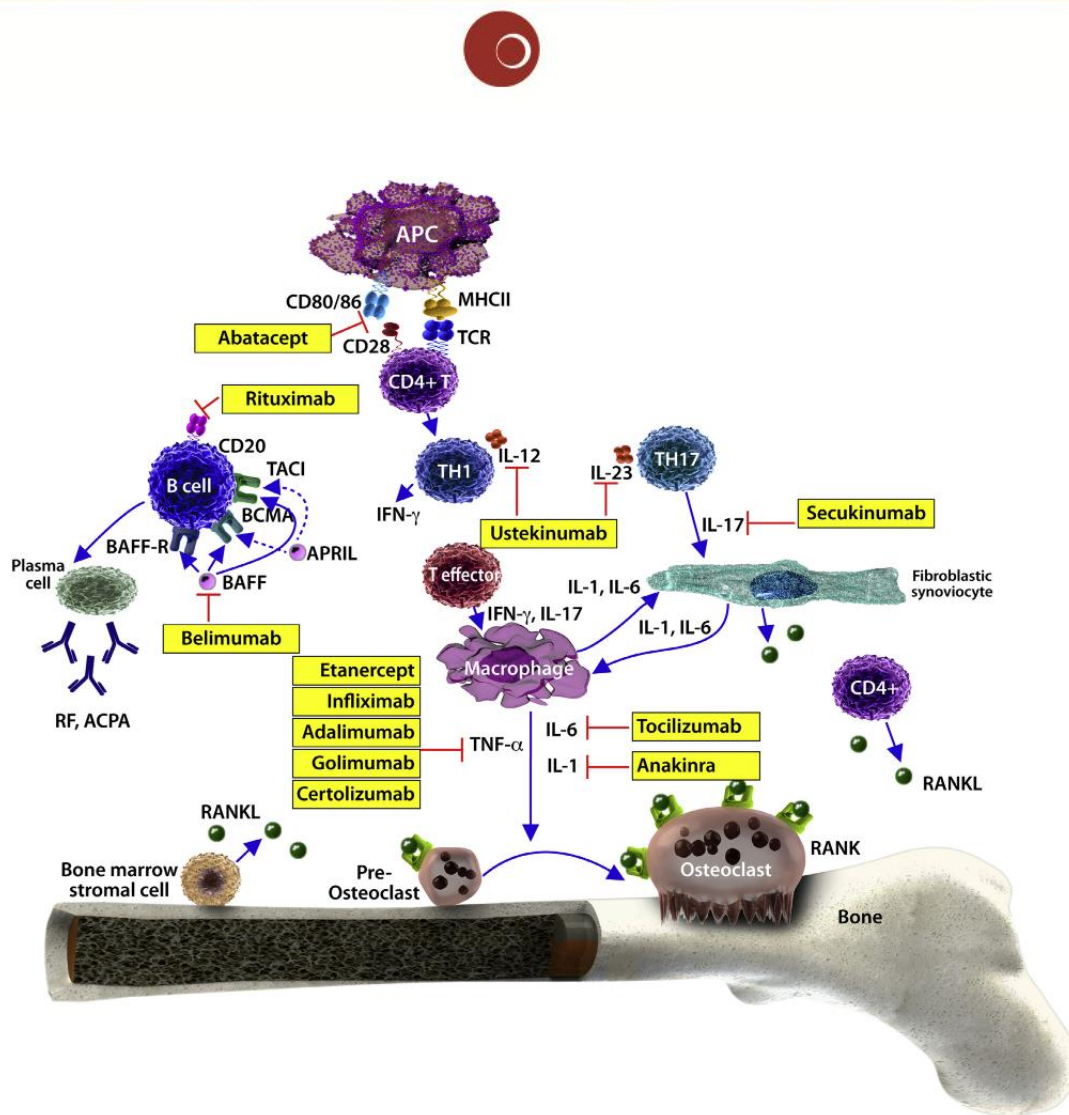 APC
CD80/86
MHCII
Abatacept
CD28
TCR
CD4+ T
Rituximab
CD20
TACI
B cell
BCMA
BAFF-R
APRIL
BAFF
Plasma
cell
Belimumab
RF, ACPA
TH1
IL-12
IFN-γ
IL-23
TH17
Ustekinumab
IL-17
Secukinumab
T effector
IFN-γ, IL-17
IL-1, IL-6
IL-1, IL-6
Fibroblastic
synoviocyte
Macrophage
Etanercept
Infliximab
Adalimumab
Golimumab
Certolizumab
TNF-α
IL-6
Tocilizumab
IL-1
Anakinra
CD4+
RANKL
RANKL
Bone marrow
stromal cell
Pre-
Osteoclast
Osteoclast
RANK
Bone